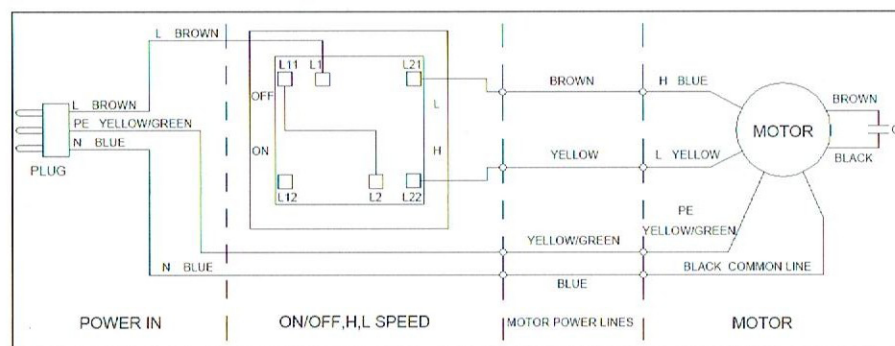 L BROWN
L11 L1 L21
OFF
L
BROWN
H BLUE
L BROWN
PE YELLOW/GREEN
N BLUE
PLUG
BROWN
MOTOR
BLACK
ON
H
YELLOW
L YELLOW
L12 L2 L22
PE
YELLOW/GREEN
YELLOW/GREEN
N BLUE
BLUE
BLACK COMMON LINE
POWER IN
ON/OFF,H,L SPEED
MOTOR POWER LINES
MOTOR